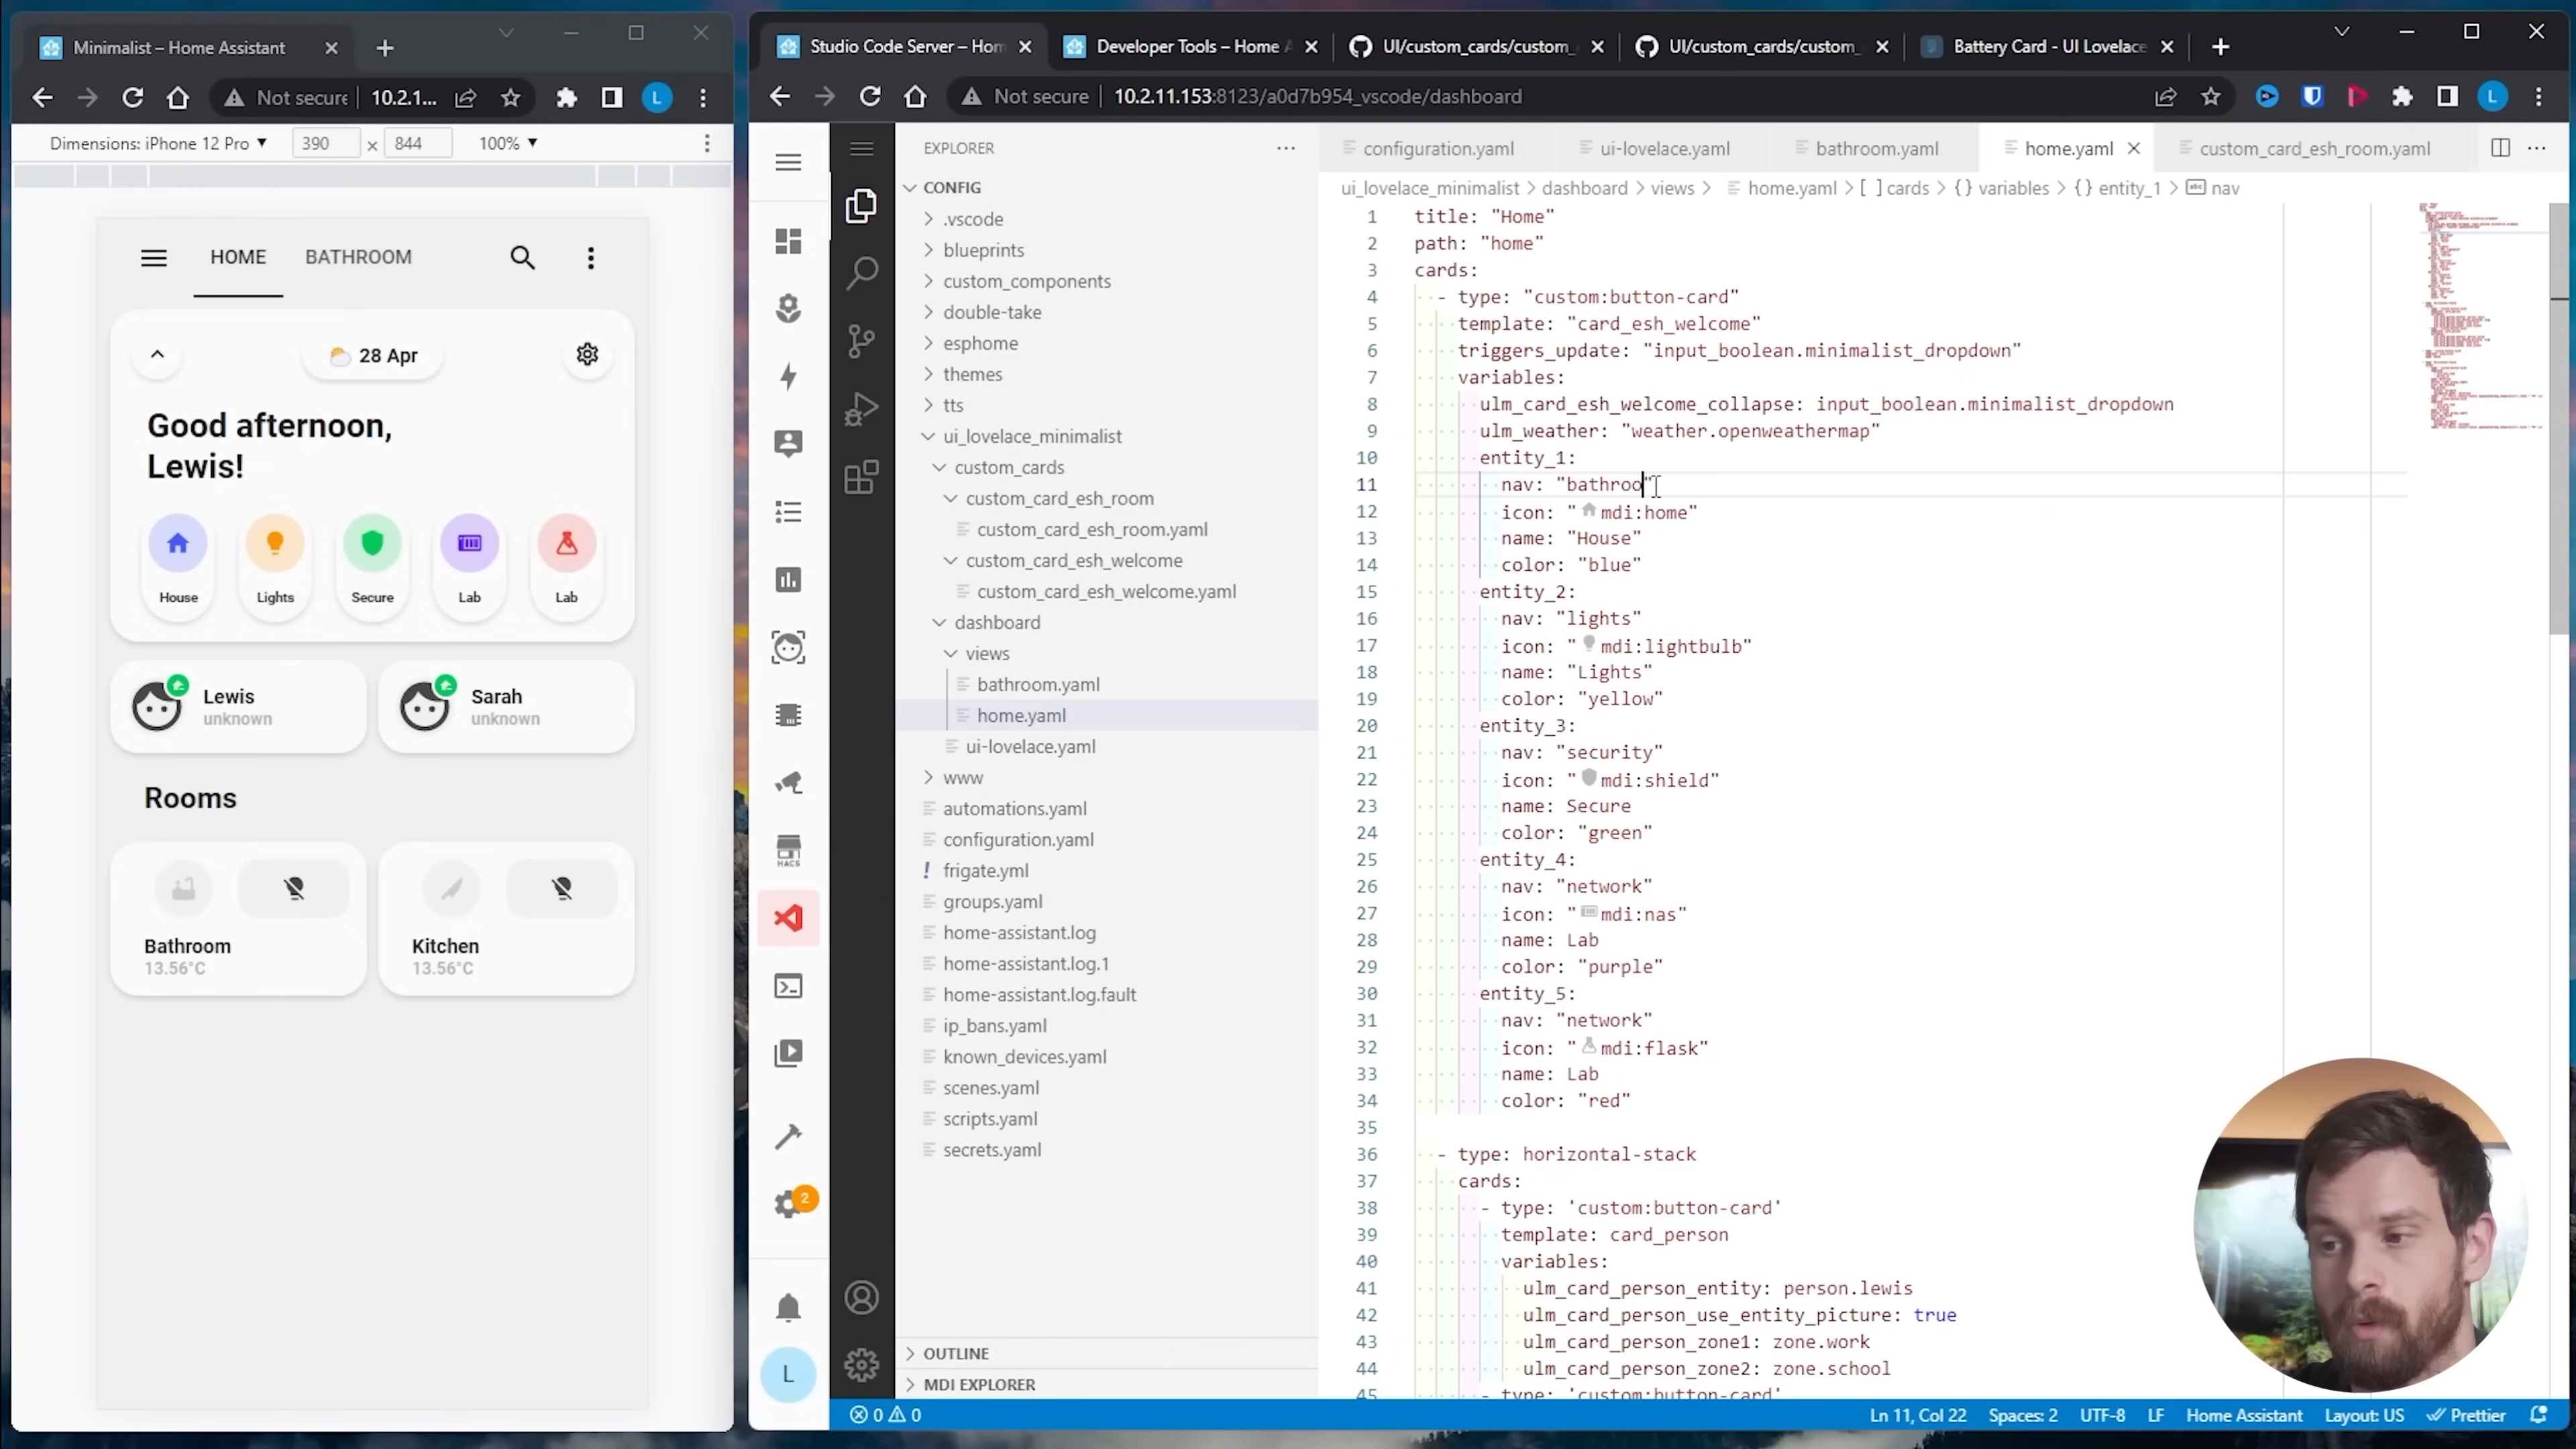 Minimalist – Home Assistant
Not secure
10.2.1...
L
Dimensions: iPhone 12 Pro
390
×
844
100%
HOME
BATHROOM
28 Apr
Good afternoon,
Lewis!
House
Lights
Secure
Lab
Lab
Lewis
unknown
Sarah
unknown
Rooms
Bathroom
13.56°C
Kitchen
13.56°C
Studio Code Server – Hom
Developer Tools – Home A
UI/custom_cards/custom_
UI/custom_cards/custom_
Battery Card - UI Lovelace
Not secure
10.2.11.153:8123/a0d7b954_vscode/dashboard
L
HACS
2
L
EXPLORER
CONFIG
.vscode
blueprints
custom_components
double-take
esphome
themes
tts
ui_lovelace_minimalist
custom_cards
custom_card_esh_room
custom_card_esh_room.yaml
custom_card_esh_welcome
custom_card_esh_welcome.yaml
dashboard
views
bathroom.yaml
home.yaml
ui-lovelace.yaml
www
automations.yaml
configuration.yaml
! frigate.yml
groups.yaml
home-assistant.log
home-assistant.log.1
home-assistant.log.fault
ip_bans.yaml
known_devices.yaml
scenes.yaml
scripts.yaml
secrets.yaml
OUTLINE
MDI EXPLORER
configuration.yaml
ui-lovelace.yaml
bathroom.yaml
home.yaml
custom_card_esh_room.yaml
ui_lovelace_minimalist > dashboard > views > home.yaml > [ ] cards > {} variables > {} entity_1 > abc nav
1 title: "Home"
2 path: "home"
3 cards:
4 - type: "custom:button-card"
5 template: "card_esh_welcome"
6 triggers_update: "input_boolean.minimalist_dropdown"
7 variables:
8 ulm_card_esh_welcome_collapse: input_boolean.minimalist_dropdown
9 ulm_weather: "weather.openweathermap"
10 entity_1:
11 nav: "bathroo"
12 icon: "mdi:home"
13 name: "House"
14 color: "blue"
15 entity_2:
16 nav: "lights"
17 icon: "mdi:lightbulb"
18 name: "Lights"
19 color: "yellow"
20 entity_3:
21 nav: "security"
22 icon: "mdi:shield"
23 name: Secure
24 color: "green"
25 entity_4:
26 nav: "network"
27 icon: "mdi:nas"
28 name: Lab
29 color: "purple"
30 entity_5:
31 nav: "network"
32 icon: "mdi:flask"
33 name: Lab
34 color: "red"
35
36 - type: horizontal-stack
37 cards:
38 - type: 'custom:button-card'
39 template: card_person
40 variables:
41 ulm_card_person_entity: person.lewis
42 ulm_card_person_use_entity_picture: true
43 ulm_card_person_zone1: zone.work
44 ulm_card_person_zone2: zone.school
45 - type: 'custom:button-card'
0 0
Ln 11, Col 22
Spaces: 2
UTF-8
LF
Home Assistant
Layout: US
Prettier